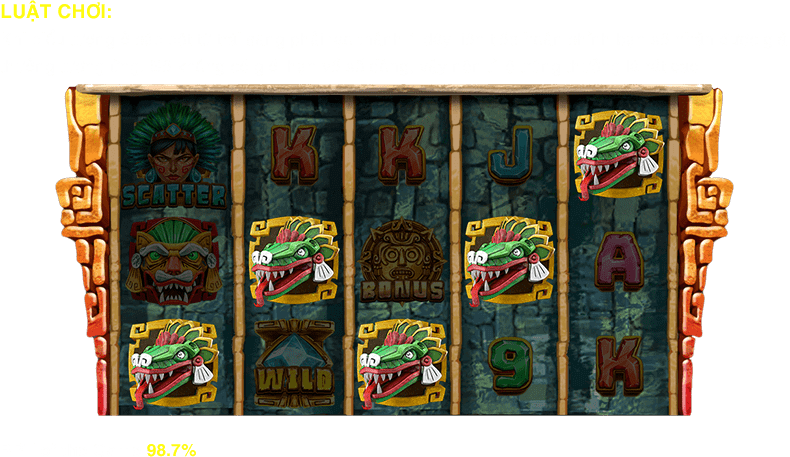 LUẬT CHƠI:
K K J
SCATTER
A
BONUS
WILD 9 K
98.7%